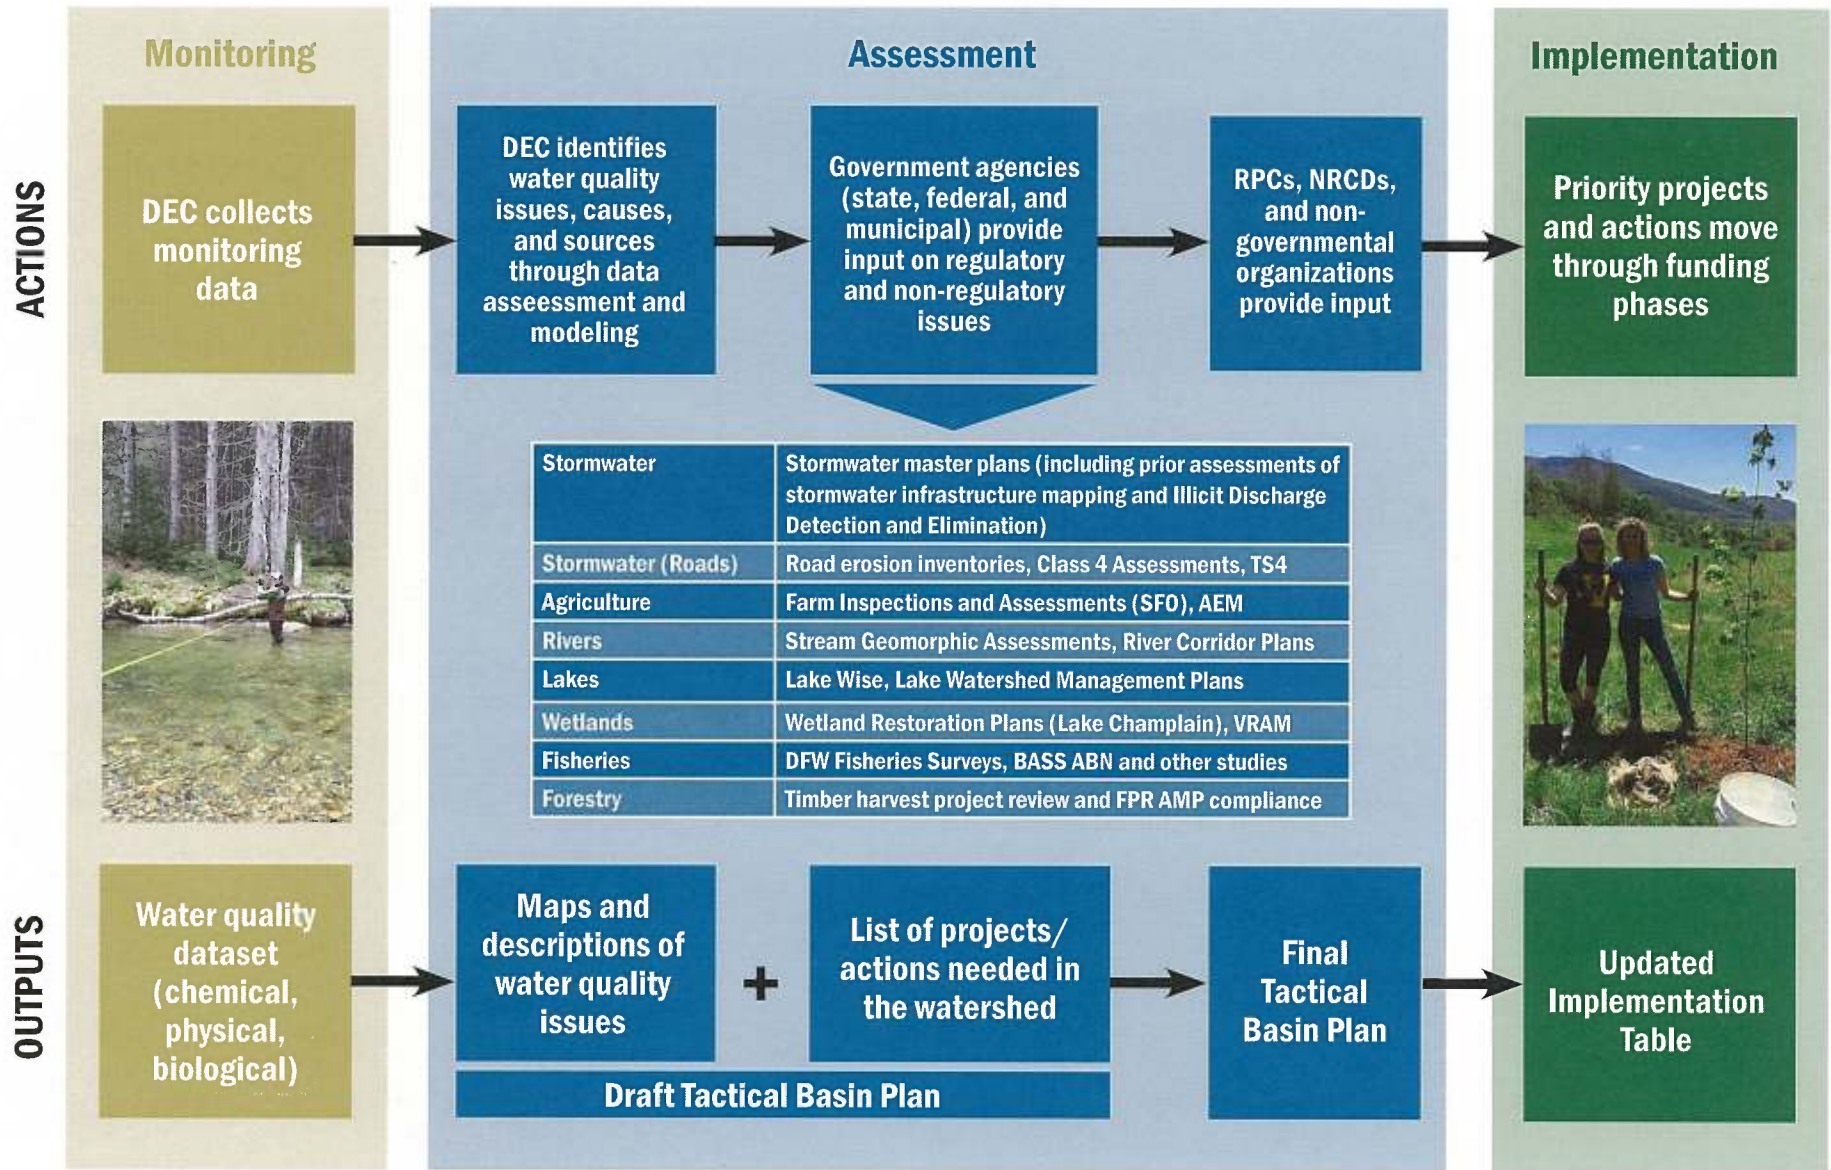 Monitoring
Assessment
Implementation
ACTIONS
DEC collects
monitoring
data
DEC identifies
water quality
issues, causes,
and sources
through data
asseessment and
modeling
Government agencies
(state, federal, and
municipal) provide
input on regulatory
and non-regulatory
issues
RPCs, NRCDs,
and non-
governmental
organizations
provide input
Priority projects
and actions move
through funding
phases
Stormwater
Stormwater master plans (including prior assessments of
stormwater infrastructure mapping and Illicit Discharge
Detection and Elimination)
Stormwater (Roads)
Road erosion inventories, Class 4 Assessments, TS4
Agriculture
Farm Inspections and Assessments (SFO), AEM
Rivers
Stream Geomorphic Assessments, River Corridor Plans
Lakes
Lake Wise, Lake Watershed Management Plans
Wetlands
Wetland Restoration Plans (Lake Champlain), VRAM
Fisheries
DFW Fisheries Surveys, BASS ABN and other studies
Forestry
Timber harvest project review and FPR AMP compliance
OUTPUTS
Water quality
dataset
(chemical,
physical,
biological)
Maps and
descriptions of
water quality
issues
+
List of projects/
actions needed in
the watershed
Draft Tactical Basin Plan
Final
Tactical
Basin Plan
Updated
Implementation
Table